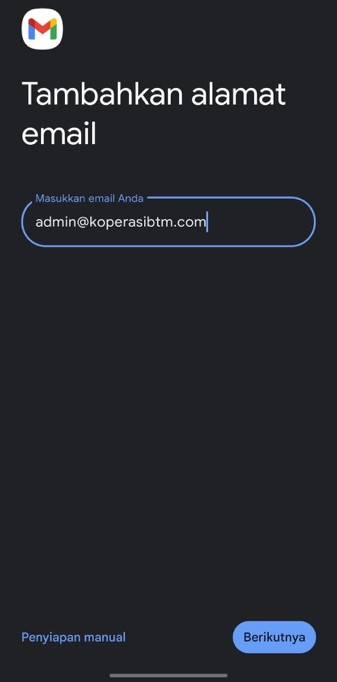 Tambahkan alamat
email
Masukkan email Anda
admin@koperasibtm.com
Penyiapan manual
Berikutnya